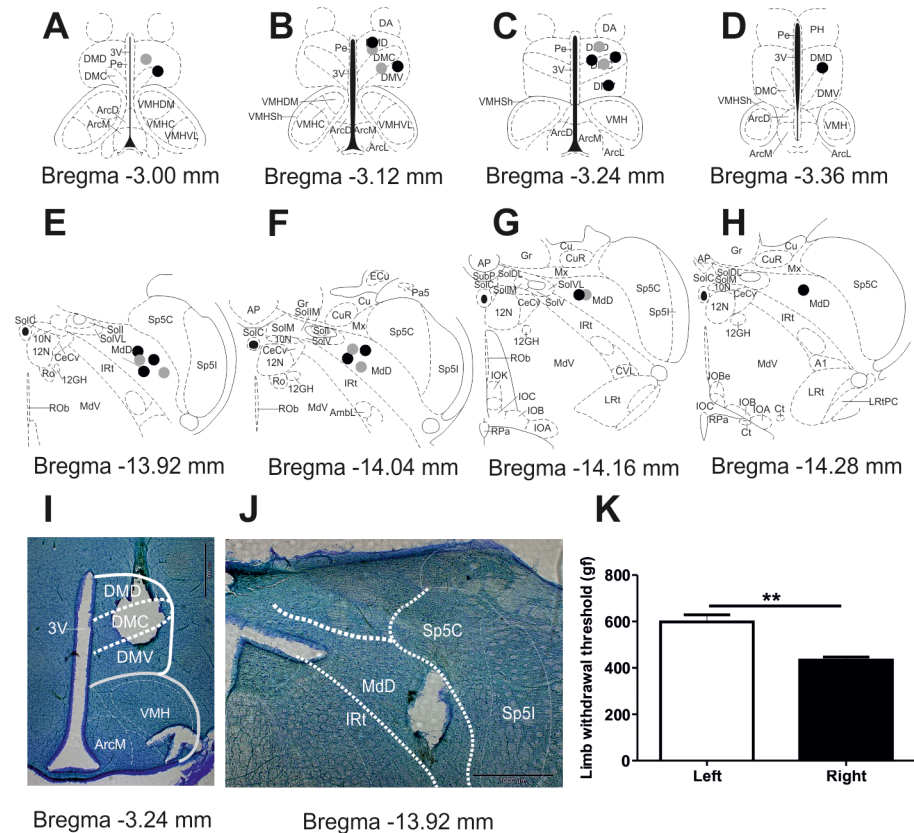 A
B
C
D
DMD
Pe
3V
DMC
ArcD
ArcM
VMHDM
VMHC
VMHVL
DA
Pe
DMD
DMC
3V
DMV
VMHDM
VMHSh
VMHC
ArcD
ArcM
VMHVL
ArcL
DA
Pe
3V
VMHSh
VMH
ArcD
ArcM
ArcL
Pe
PH
3V
DMD
DMC
DMV
VMHSh
ArcD
VMH
ArcM
ArcL
Bregma -3.00 mm
Bregma -3.12 mm
Bregma -3.24 mm
Bregma -3.36 mm
E
F
G
H
SolC
10N
12N
CeCv
Ro
12GH
ROb
MdV
SolI
SolVL
MdD
IRt
Sp5C
Sp5I
AP
Gr
SolIM
ECu
Cu
Pa5
CuR
Mx
SolC
SolM
10N
SolI
SolV
CeCv
12N
Ro
12GH
ROb
MdV
IRt
MdD
AmbL
Sp5C
Sp5I
AP
Gr
Cu
CuR
SubP
SolDL
Mx
SolC
SolIM
SolVL
CeCv
SolV
MdD
12N
12GH
ROb
IOK
IOC
IOB
RPa
IOA
MdV
IRt
CVL
LRt
Sp5C
Sp5I
AP
Gr
Cu
CuR
SolDL
SolC
SolM
10N
Mx
CeCv
12N
MdD
12GH
IRt
MdV
IOBe
A1
IOC
IOB
IOA
Ct
RPa
Ct
LRt
LRtPC
Sp5C
Bregma -13.92 mm
Bregma -14.04 mm
Bregma -14.16 mm
Bregma -14.28 mm
I
J
K
DMD
3V
DMC
DMV
VMH
ArcM
Sp5C
MdD
IRt
Sp5I
Bregma -3.24 mm
Bregma -13.92 mm
Limb withdrawal threshold (gf)
800
600
400
200
0
**
Left
Right